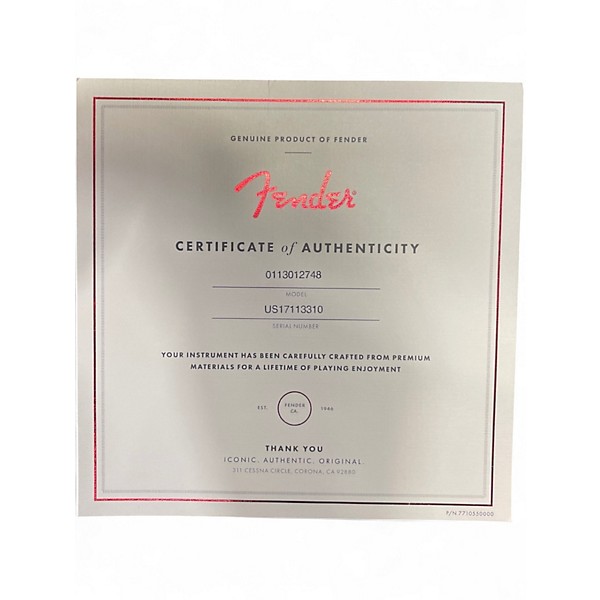 GENUINE PRODUCT OF FENDER
Fender®
CERTIFICATE of AUTHENTICITY
0113012748
MODEL
US17113310
SERIAL NUMBER
YOUR INSTRUMENT HAS BEEN CAREFULLY CRAFTED FROM PREMIUM
MATERIALS FOR A LIFETIME OF PLAYING ENJOYMENT
EST. FENDER CA. 1946
THANK YOU
ICONIC. AUTHENTIC. ORIGINAL.
311 CESSNA CIRCLE, CORONA, CA 92880
P/N 7710550000